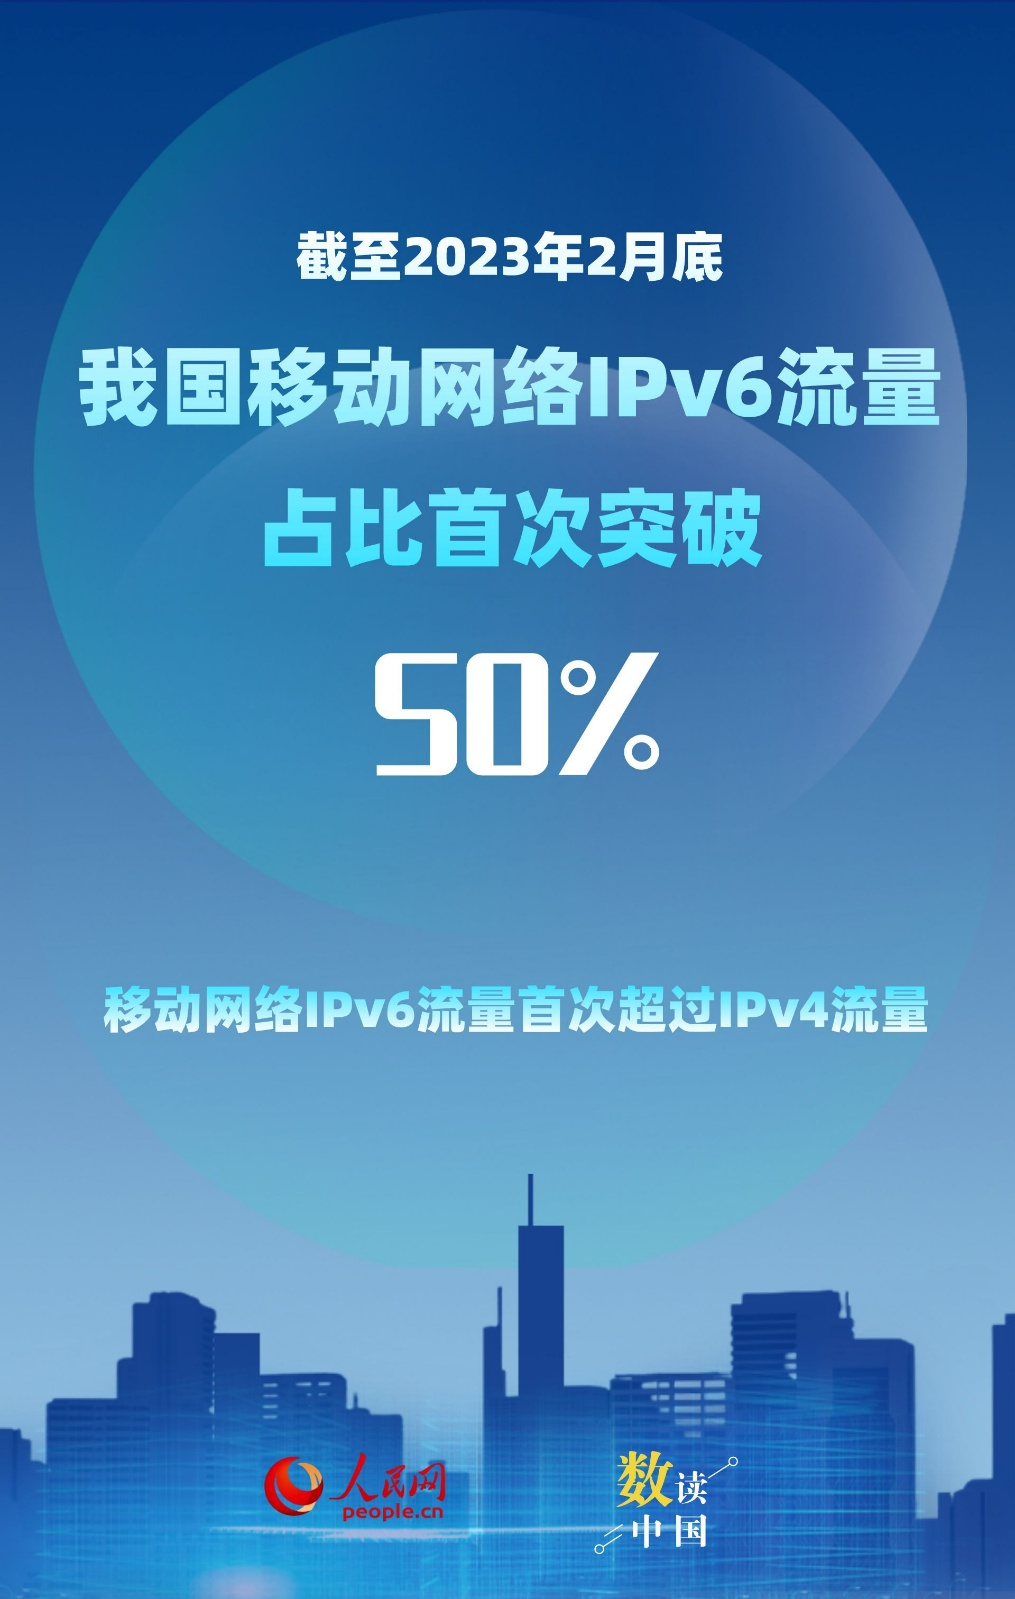 截至2023年2月底
我国移动网络IPv6流量
占比首次突破
50%
移动网络IPv6流量首次超过IPv4流量
人民网
people.cn
数读
中国